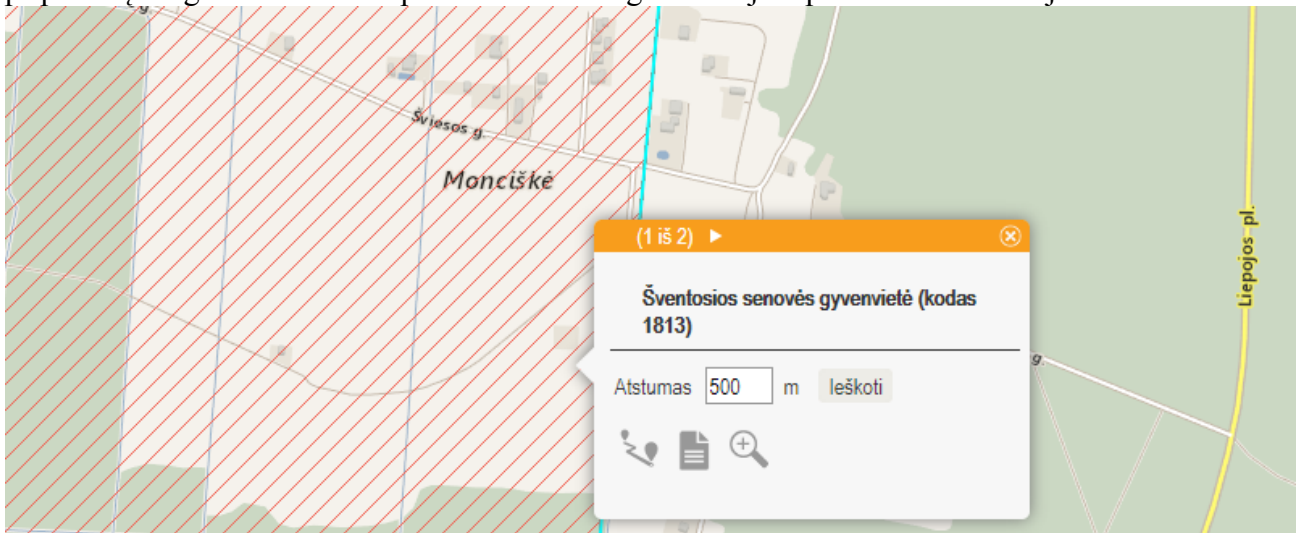 g.
Šviesos g.
Monciškė
Liepojos pl.
(1 iš 2)
Šventosios senovės gyvenvietė (kodas
1813)
g.
Atstumas 500 m Ieškoti